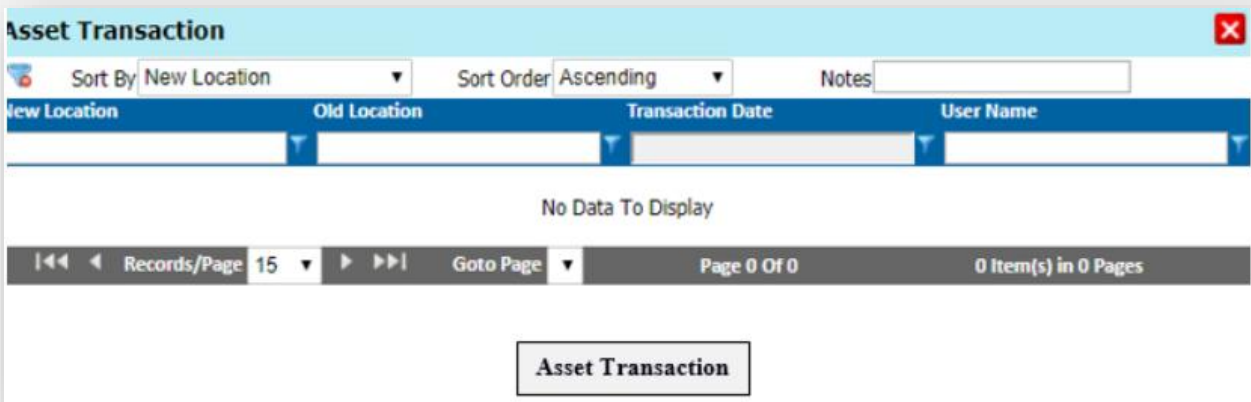 Asset Transaction
Sort By New Location Sort Order Ascending Notes
New Location Old Location Transaction Date User Name
No Data To Display
Records/Page 15 Goto Page Page 0 Of 0 0 Item(s) in 0 Pages
Asset Transaction